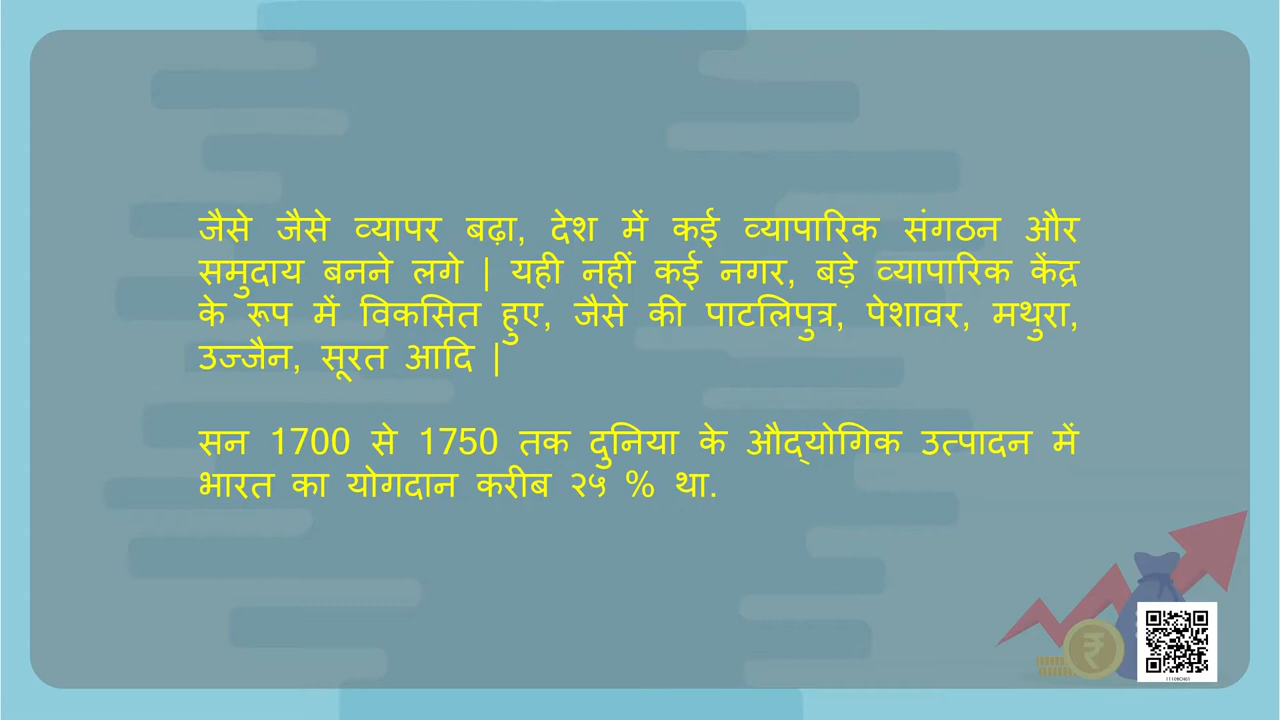 जैसे जैसे व्यापर बढ़ा, देश में कई व्यापारिक संगठन और
समुदाय बनने लगे | यही नहीं कई नगर, बड़े व्यापारिक केंद्र
के रूप में विकसित हुए, जैसे की पाटलिपुत्र, पेशावर, मथुरा,
उज्जैन, सूरत आदि |
सन 1700 से 1750 तक दुनिया के औद्योगिक उत्पादन में
भारत का योगदान करीब २५ % था.
₹